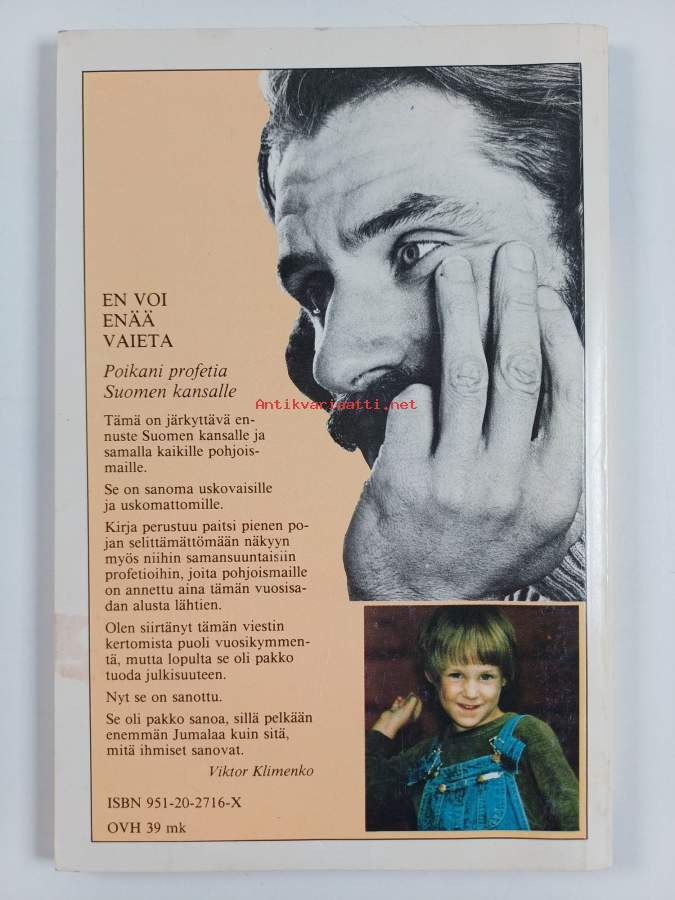 EN VOI
ENÄÄ
VAIETA
Poikani profetia
Suomen kansalle
Tämä on järkyttävä en-
nuste Suomen kansalle ja
samalla kaikille pohjois-
maille.
Se on sanoma uskovaisille
ja uskomattomille.
Kirja perustuu paitsi pienen po-
jan selittämättömään näkyyn
myös niihin samansuuntaisiin
profetioihin, joita pohjoismaille
on annettu aina tämän vuosisa-
dan alusta lähtien.
Olen siirtänyt tämän viestin
kertomista puoli vuosikymmen-
tä, mutta lopulta se oli pakko
tuoda julkisuuteen.
Nyt se on sanottu.
Se oli pakko sanoa, sillä pelkään
enemmän Jumalaa kuin sitä,
mitä ihmiset sanovat.
Viktor Klimenko
ISBN 951-20-2716-X
OVH 39 mk
Antikvariaatti.net